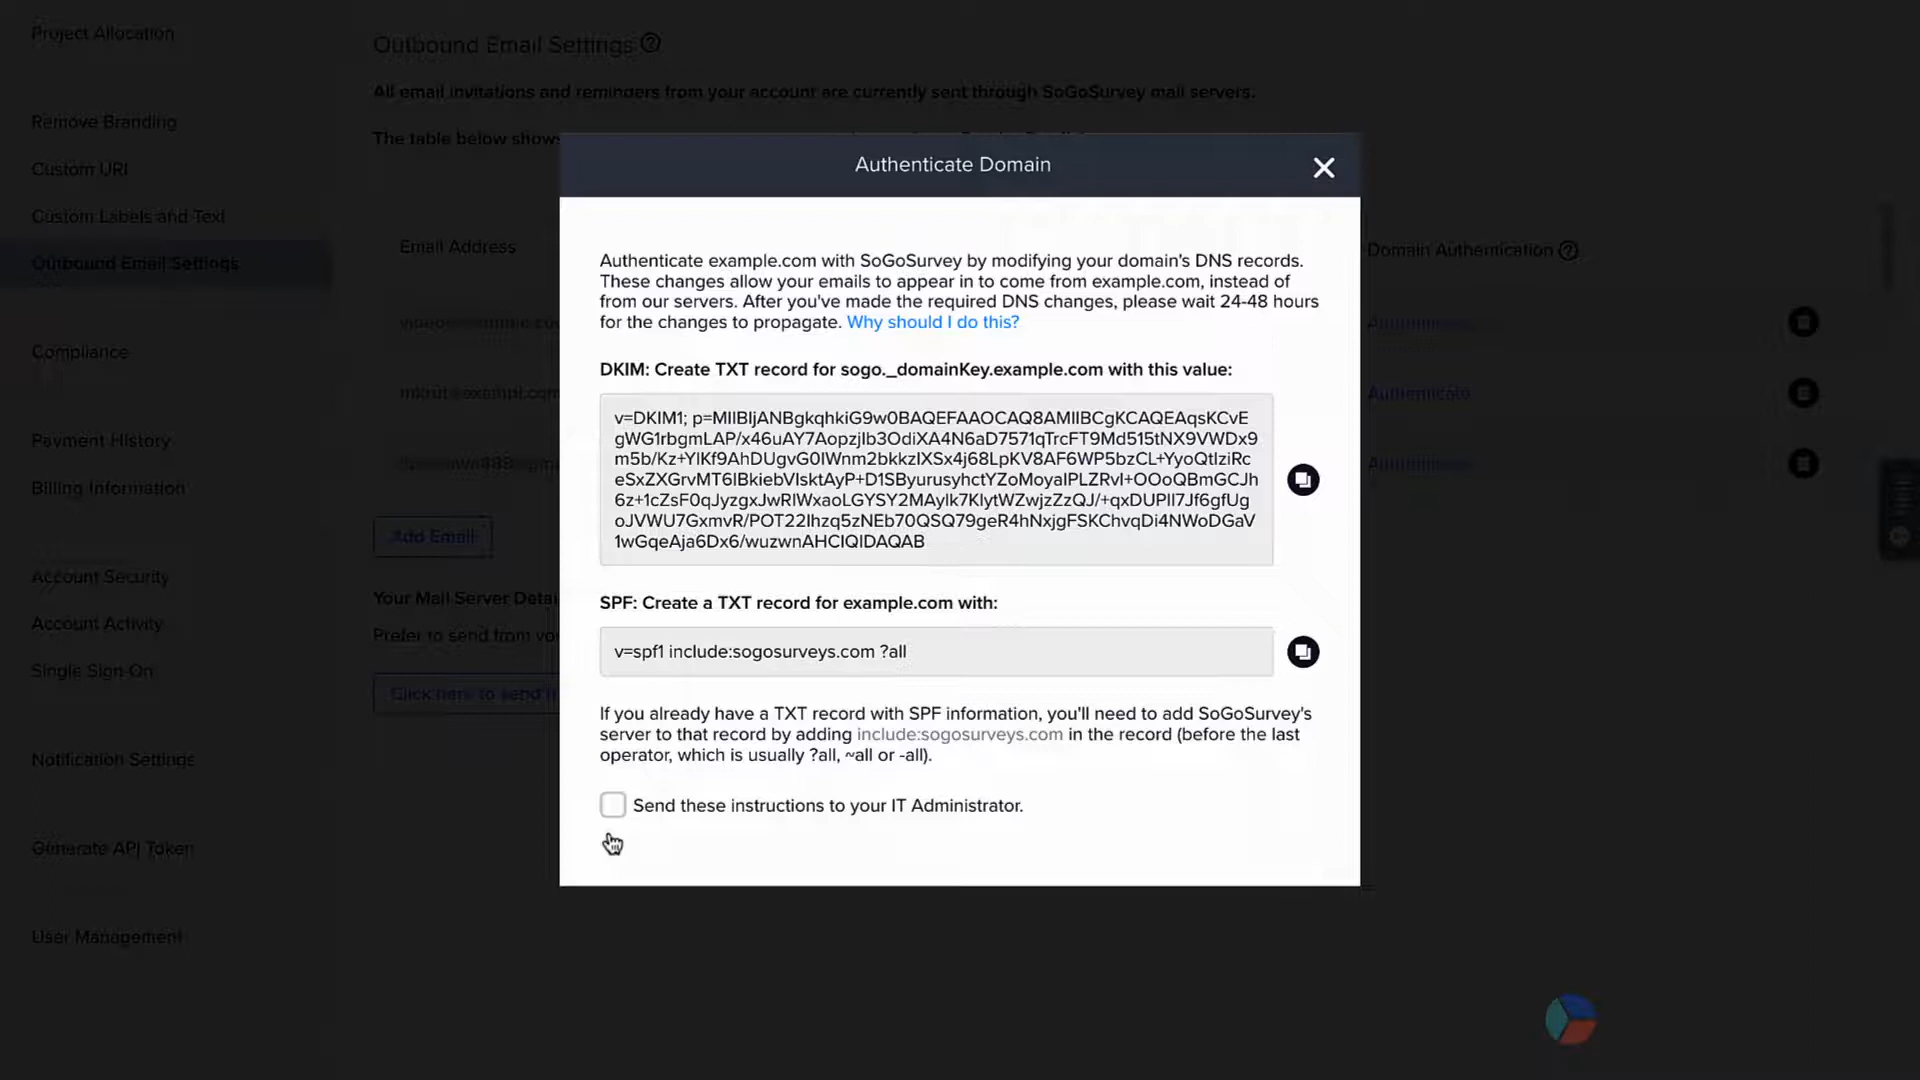 Project Allocation
Outbound Email Settings
All email invitations and reminders from your account are currently sent through SoGoSurvey mail servers.
Remove Branding
The table below shows
Authenticate Domain
Custom URL
Custom Labels and Text
Email Address
Domain Authentication
Outbound Email Settings
Authenticate example.com with SoGoSurvey by modifying your domain's DNS records.
These changes allow your emails to appear in to come from example.com, instead of
from our servers. After you've made the required DNS changes, please wait 24-48 hours
for the changes to propagate. Why should I do this?
Authenticate
Compliance
DKIM: Create TXT record for sogo._domainKey.example.com with this value:
Authenticate
v=DKIM1; p=MIIBIjANBgkqhkiG9w0BAQEFAAOCAQ8AMIIBCgKCAQEAqsKCvE
gWG1rbgmLAP/x46uAY7AopzjIb3OdiXA4N6aD7571qTrcFT9Md515tNX9VWDx9
m5b/Kz+YIKf9AhDUgvG0IWnm2bkkzIXSx4j68LpKV8AF6WP5bzCL+YyoQtIziRc
eSxZXGrvMT6IBkiebVIsktAyP+D1SByurusyhctYZoMoyaIPLZRvI+OOoQBmGCJh
6z+1cZsF0qJyzgxJwRIWxaoLGYSY2MAylk7KlytWZwjzZzQJ/+qxDUPII7Jf6gfUg
oJVWU7GxmvR/POT22Ihzq5zNEb70QSQ79geR4hNxjgFSKChvqDi4NWoDGaV
1wGqeAja6Dx6/wuzwnAHCIQIDAQAB
Payment History
Authenticate
Billing Information
Add Email
Account Security
Your Mail Server Detai
SPF: Create a TXT record for example.com with:
Account Activity
Prefer to send from yo
v=spf1 include:sogosurveys.com ?all
Single Sign-On
Click here to send
If you already have a TXT record with SPF information, you'll need to add SoGoSurvey's
server to that record by adding include:sogosurveys.com in the record (before the last
operator, which is usually ?all, ~all or -all).
Notification Settings
Send these instructions to your IT Administrator.
Generate API Token
User Management